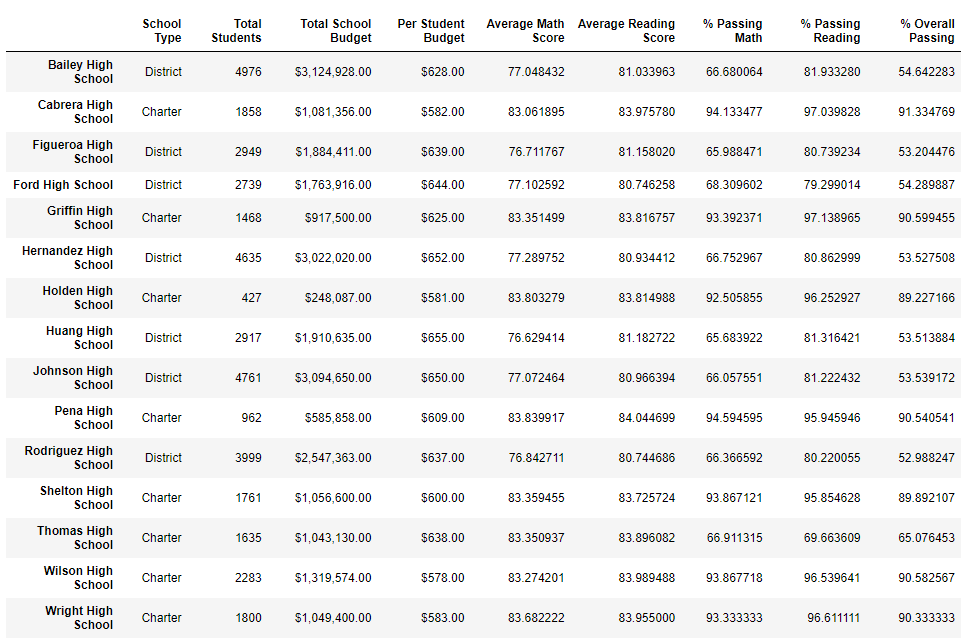 School Type Total Students Total School Budget Per Student Budget Average Math Score Average Reading Score % Passing Math % Passing Reading % Overall Passing
Bailey High School District 4976 $3,124,928.00 $628.00 77.048432 81.033963 66.680064 81.933280 54.642283
Cabrera High School Charter 1858 $1,081,356.00 $582.00 83.061895 83.975780 94.133477 97.039828 91.334769
Figueroa High School District 2949 $1,884,411.00 $639.00 76.711767 81.158020 65.988471 80.739234 53.204476
Ford High School District 2739 $1,763,916.00 $644.00 77.102592 80.746258 68.309602 79.299014 54.289887
Griffin High School Charter 1468 $917,500.00 $625.00 83.351499 83.816757 93.392371 97.138965 90.599455
Hernandez High School District 4635 $3,022,020.00 $652.00 77.289752 80.934412 66.752967 80.862999 53.527508
Holden High School Charter 427 $248,087.00 $581.00 83.803279 83.814988 92.505855 96.252927 89.227166
Huang High School District 2917 $1,910,635.00 $655.00 76.629414 81.182722 65.683922 81.316421 53.513884
Johnson High School District 4761 $3,094,650.00 $650.00 77.072464 80.966394 66.057551 81.222432 53.539172
Pena High School Charter 962 $585,858.00 $609.00 83.839917 84.044699 94.594595 95.945946 90.540541
Rodriguez High School District 3999 $2,547,363.00 $637.00 76.842711 80.744686 66.366592 80.220055 52.988247
Shelton High School Charter 1761 $1,056,600.00 $600.00 83.359455 83.725724 93.867121 95.854628 89.892107
Thomas High School Charter 1635 $1,043,130.00 $638.00 83.350937 83.896082 66.911315 69.663609 65.076453
Wilson High School Charter 2283 $1,319,574.00 $578.00 83.274201 83.989488 93.867718 96.539641 90.582567
Wright High School Charter 1800 $1,049,400.00 $583.00 83.682222 83.955000 93.333333 96.611111 90.333333